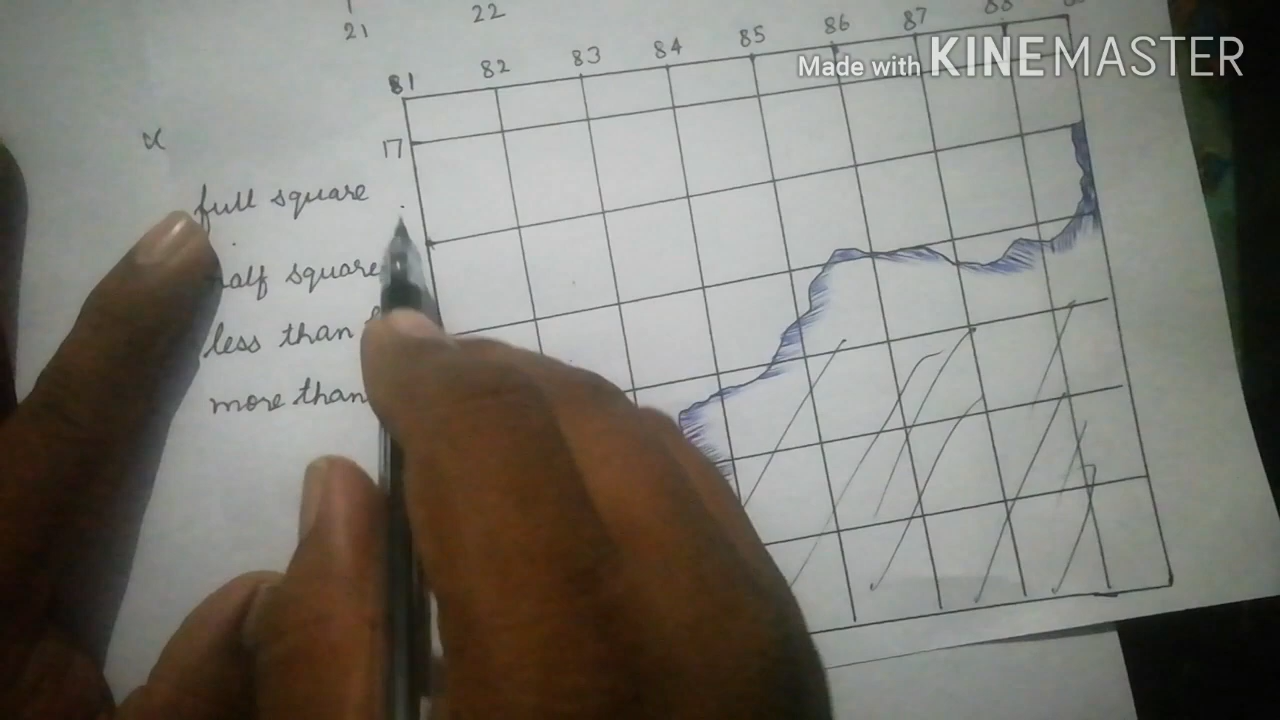 21 22
81 82 83 84 85 86 87 88
Made with KINEMASTER
17
x
full square
half square
less than
more than